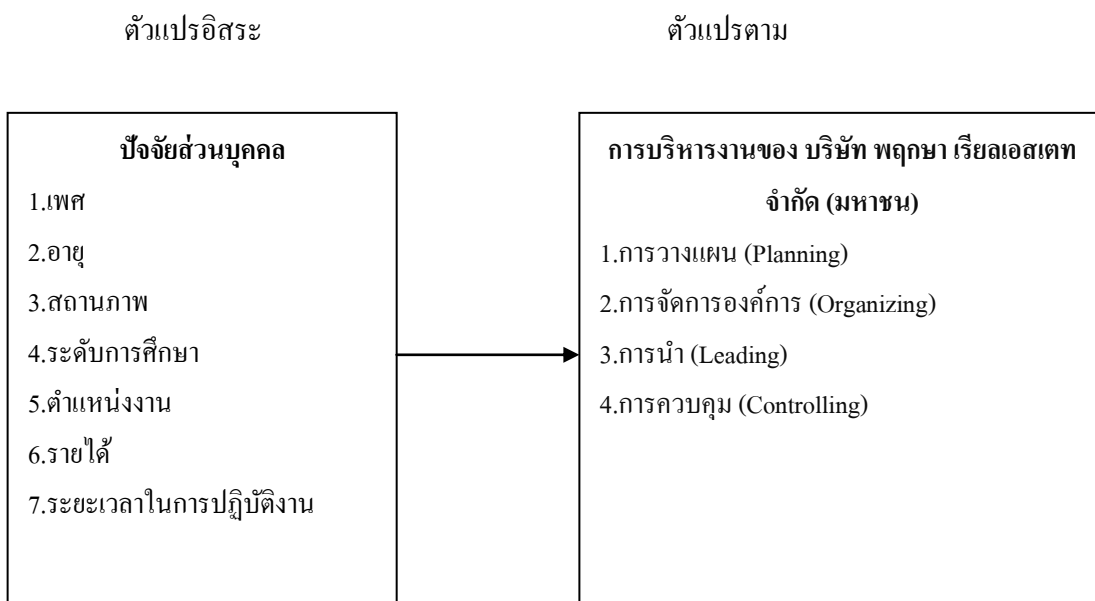 ตัวแปรอิสระ
ตัวแปรตาม
ปัจจัยส่วนบุคคล
1.เพศ
2.อายุ
3.สถานภาพ
4.ระดับการศึกษา
5.ตำแหน่งงาน
6.รายได้
7.ระยะเวลาในการปฏิบัติงาน
การบริหารงานของ บริษัท พฤกษา เรียลเอสเตท
จำกัด (มหาชน)
1.การวางแผน (Planning)
2.การจัดการองค์การ (Organizing)
3.การนำ (Leading)
4.การควบคุม (Controlling)